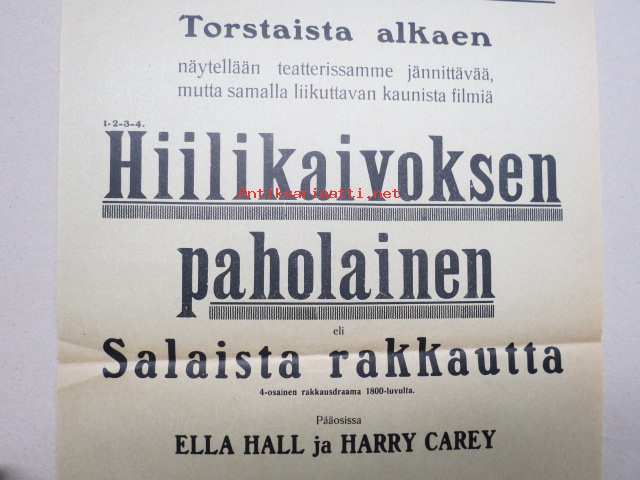 Torstaista alkaen
näytellään teatterissamme jännittävää,
mutta samalla liikuttavan kaunista filmiä
1-2-3-4.
Hiilikaivoksen
Antikvariaatti.net
paholainen
eli
Salaista rakkautta
4-osainen rakkausdraama 1800-luvulta.
Pääosissa
ELLA HALL ja HARRY CAREY